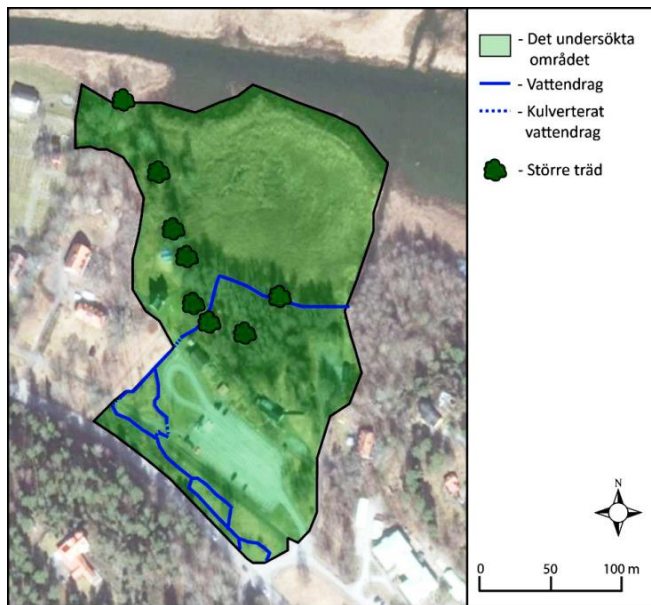 - Det undersökta
området
- Vattendrag
- Kulverterat
vattendrag
- Större träd
N
0 50 100 m